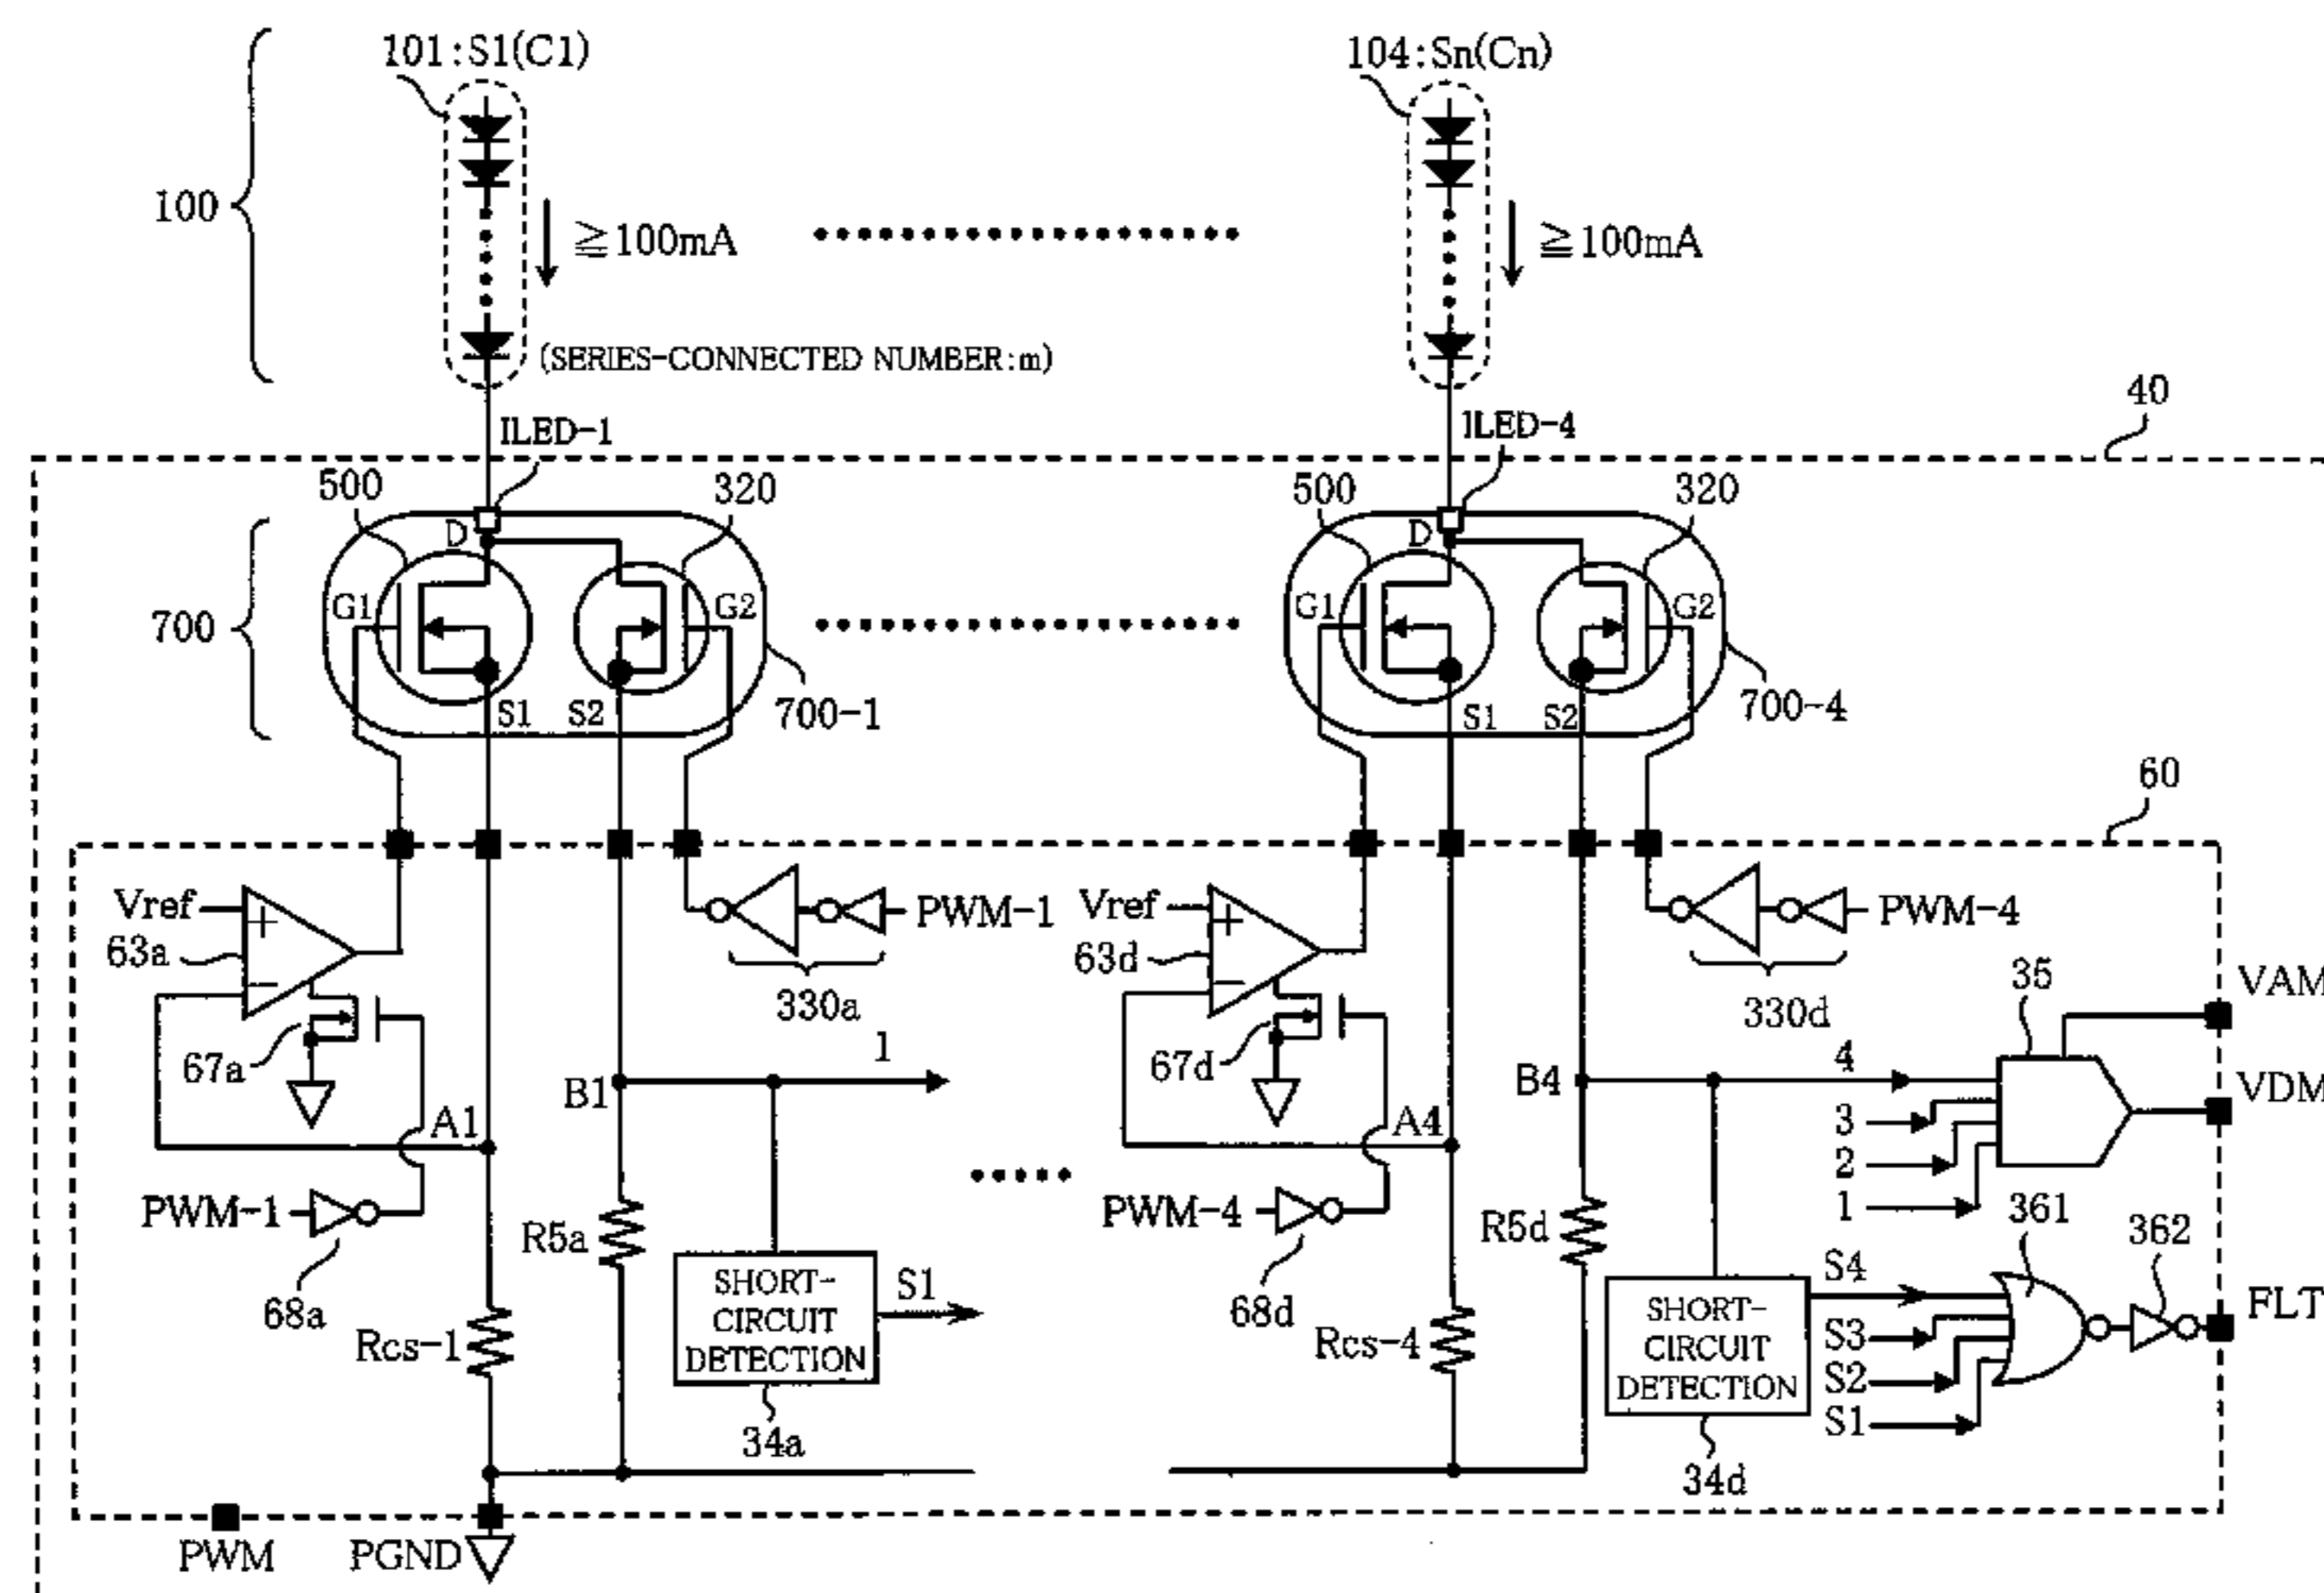 101:S1(C1)
104:Sn(Cn)
100
≧100mA
≧100mA
(SERIES-CONNECTED NUMBER:m)
40
ILED-1
ILED-4
500
320
500
320
D
D
G1
G2
G1
G2
700
S1
S2
700-1
S1
S2
700-4
60
Vref
+
63a
−
PWM-1
Vref
+
63d
−
PWM-4
330a
330d
35
VAM
67a
67d
1
4
VDM
B1
B4
3
A1
A4
2
1
PWM-1
PWM-4
R5a
R5d
361
362
68a
68d
SHORT-
CIRCUIT
DETECTION
S1
SHORT-
CIRCUIT
DETECTION
S4
S3
S2
S1
FLT
Rcs-1
Rcs-4
34a
34d
PWM
PGND